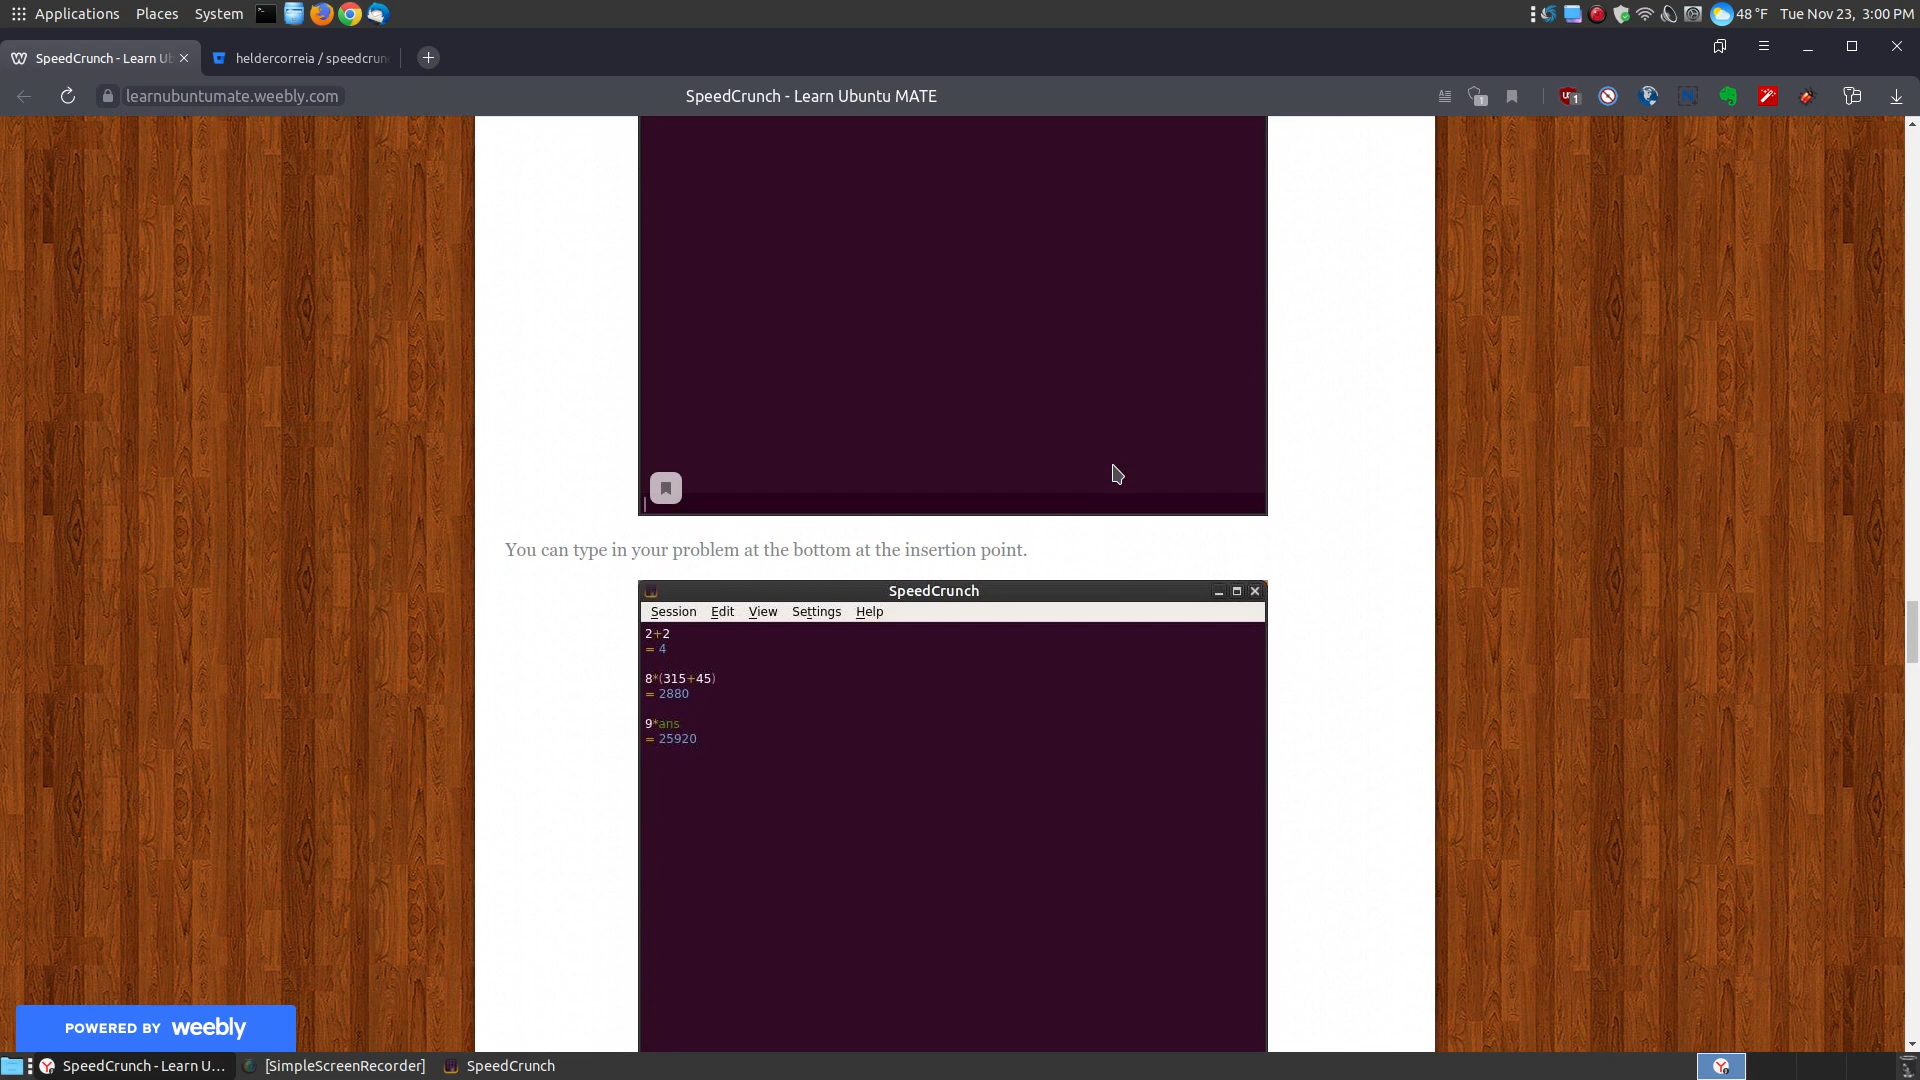 Applications Places System
48 °F Tue Nov 23, 3:00 PM
SpeedCrunch - Learn Ub
heldercorreia / speedcrun
learnubuntumate.weebly.com
SpeedCrunch - Learn Ubuntu MATE
1
1
You can type in your problem at the bottom at the insertion point.
SpeedCrunch
Session Edit View Settings Help
2+2
= 4
8*(315+45)
= 2880
9*ans
= 25920
POWERED BY weebly
SpeedCrunch - Learn U...
[SimpleScreenRecorder]
SpeedCrunch